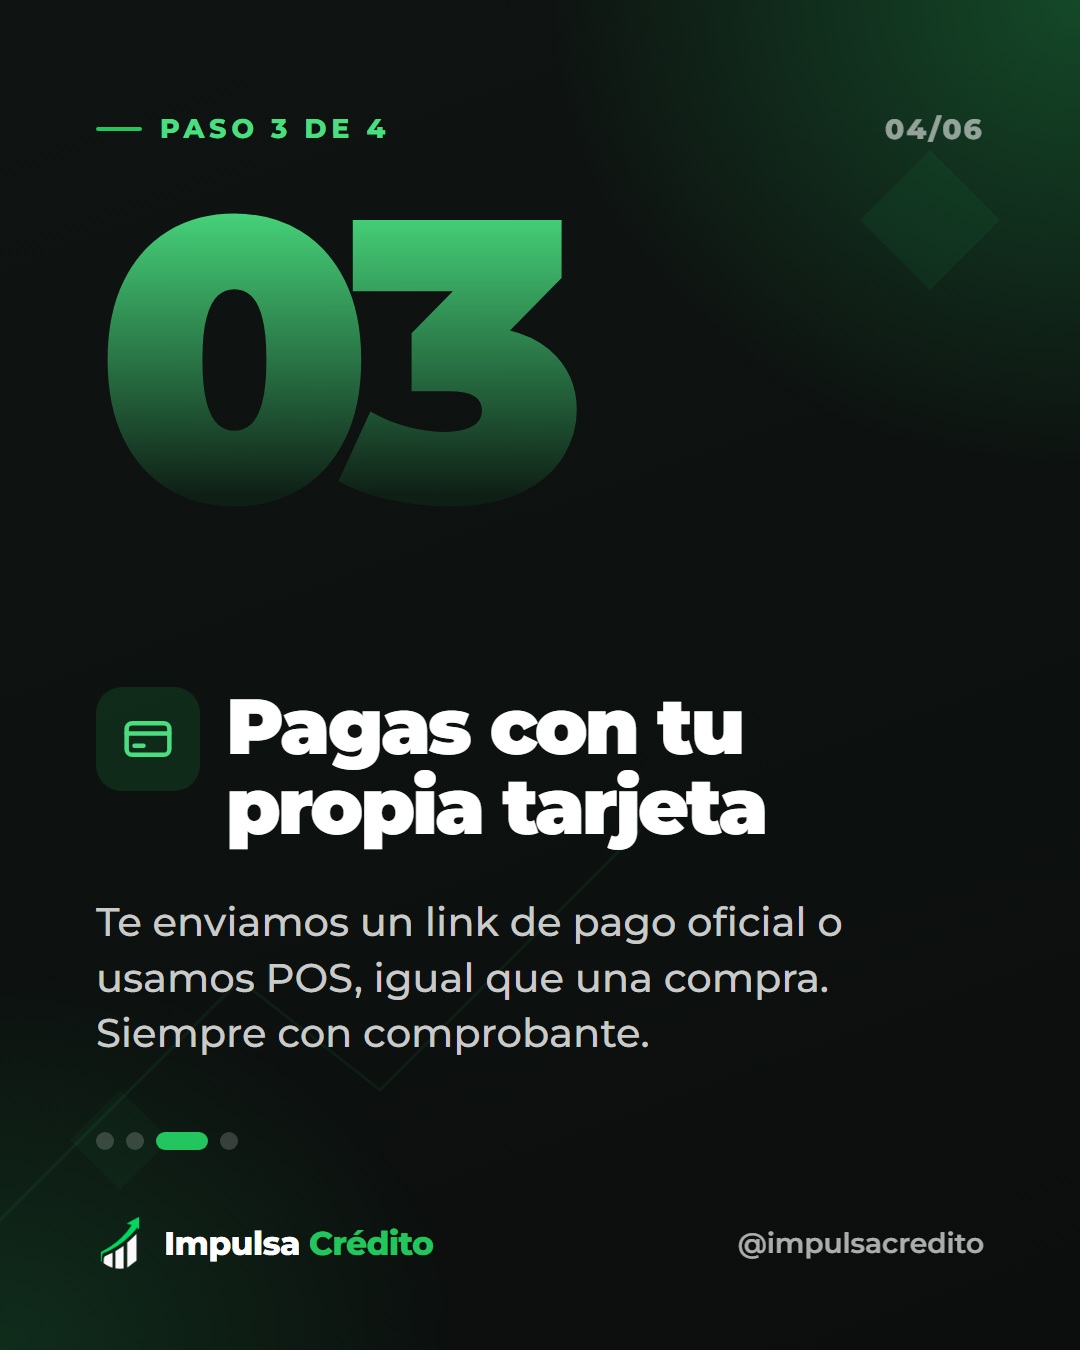 PASO 3 DE 4
04/06
03
Pagas con tu
propia tarjeta
Te enviamos un link de pago oficial o
usamos POS, igual que una compra.
Siempre con comprobante.
Impulsa Crédito
@impulsacredito